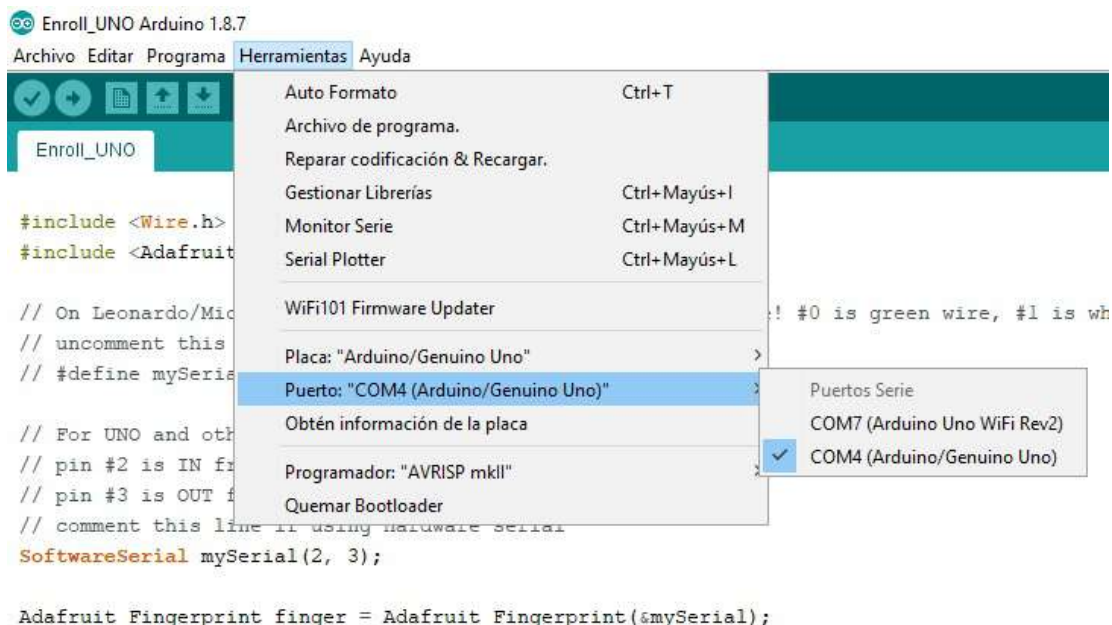 Enroll_UNO Arduino 1.8.7
Archivo Editar Programa Herramientas Ayuda
Enroll_UNO
Auto Formato Ctrl+T
Archivo de programa.
Reparar codificación & Recargar.
Gestionar Librerías Ctrl+Mayús+I
Monitor Serie Ctrl+Mayús+M
Serial Plotter Ctrl+Mayús+L
WiFi101 Firmware Updater
Placa: "Arduino/Genuino Uno"
Puerto: "COM4 (Arduino/Genuino Uno)"
Obtén información de la placa
Programador: "AVRISP mkII"
Quemar Bootloader
Puertos Serie
COM7 (Arduino Uno WiFi Rev2)
COM4 (Arduino/Genuino Uno)
#include <Wire.h>
#include <Adafruit
// On Leonardo/Mic ! #0 is green wire, #1 is wh
// uncomment this
// #define mySeria
// For UNO and oth
// pin #2 is IN fr
// pin #3 is OUT f
// comment this line if using hardware serial
SoftwareSerial mySerial(2, 3);
Adafruit_Fingerprint finger = Adafruit_Fingerprint(&mySerial);